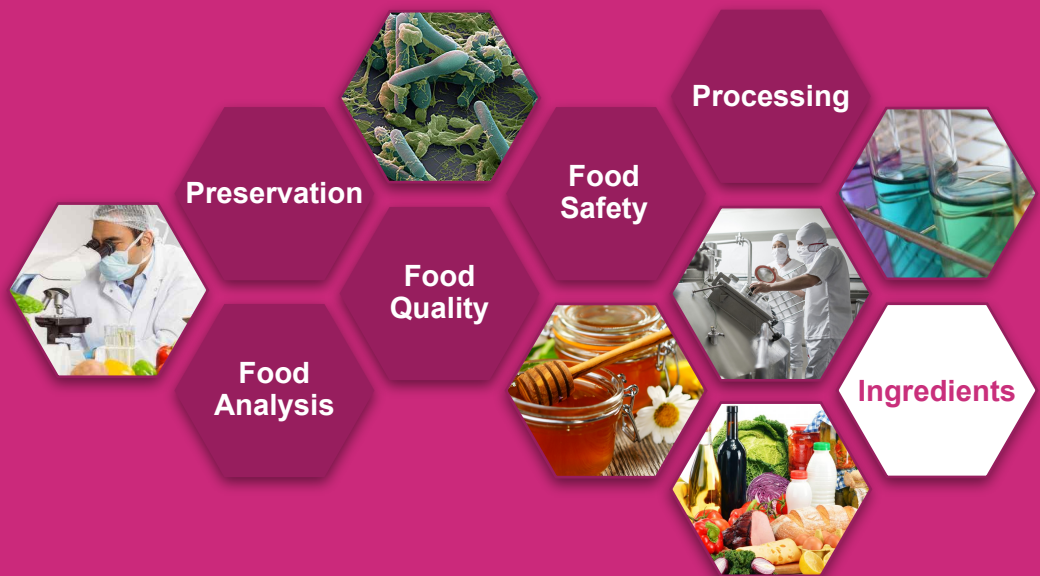 Processing
Preservation
Food
Safety
Food
Quality
Food
Analysis
Ingredients